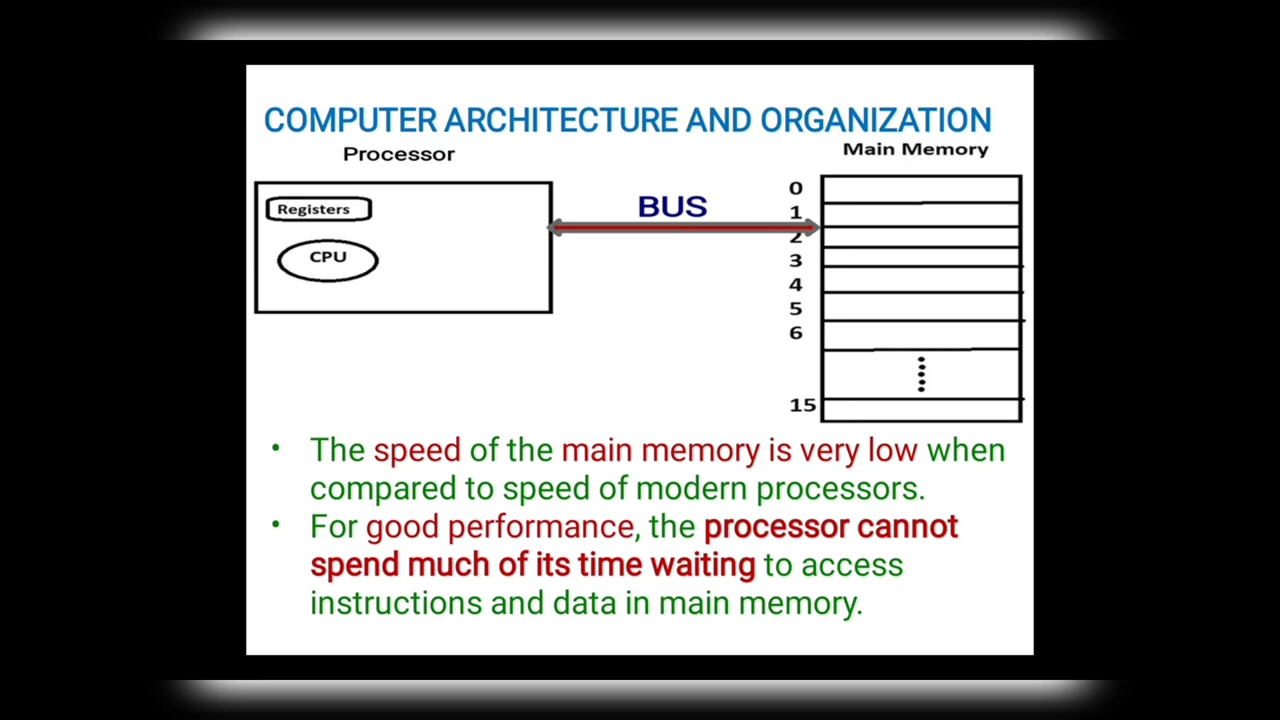 COMPUTER ARCHITECTURE AND ORGANIZATION
Processor
Main Memory
Registers
CPU
BUS
0
1
2
3
4
5
6
15
• The speed of the main memory is very low when
compared to speed of modern processors.
• For good performance, the processor cannot
spend much of its time waiting to access
instructions and data in main memory.